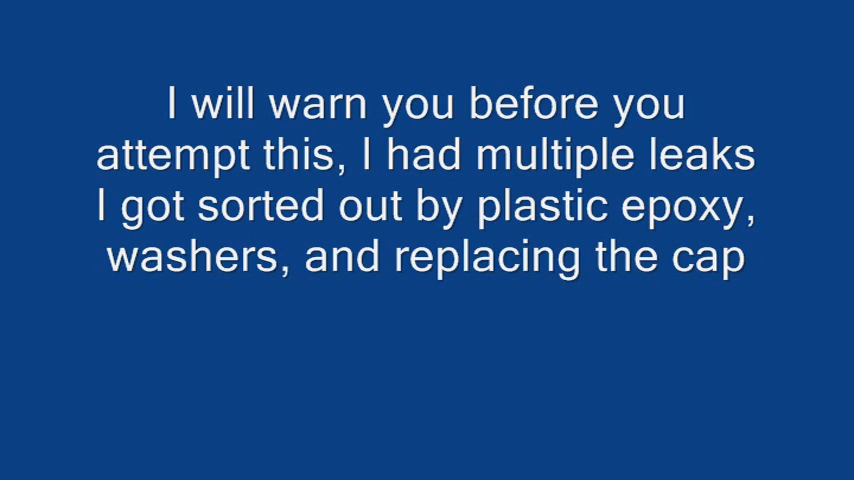 I will warn you before you
attempt this, I had multiple leaks
I got sorted out by plastic epoxy,
washers, and replacing the cap